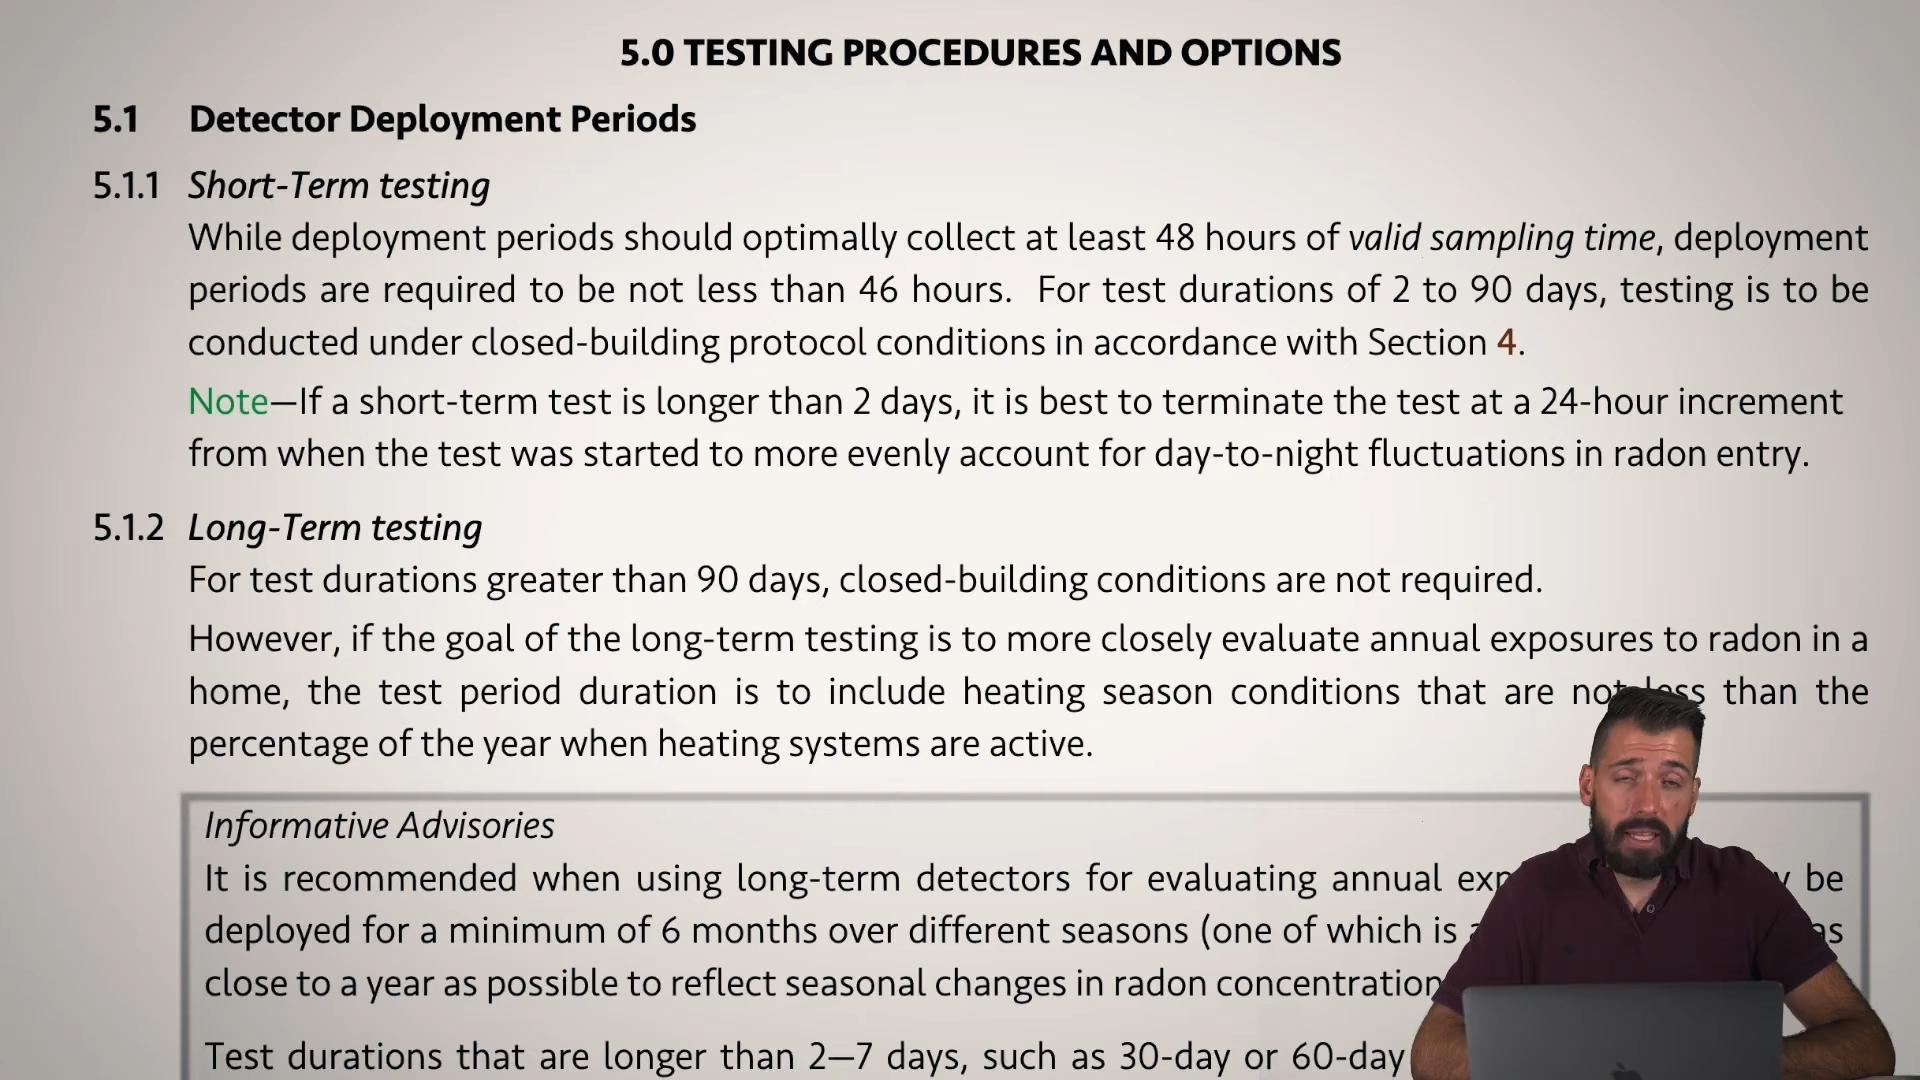 5.0 TESTING PROCEDURES AND OPTIONS
5.1 Detector Deployment Periods
5.1.1 Short-Term testing
While deployment periods should optimally collect at least 48 hours of valid sampling time, deployment
periods are required to be not less than 46 hours. For test durations of 2 to 90 days, testing is to be
conducted under closed-building protocol conditions in accordance with Section 4.
Note—If a short-term test is longer than 2 days, it is best to terminate the test at a 24-hour increment
from when the test was started to more evenly account for day-to-night fluctuations in radon entry.
5.1.2 Long-Term testing
For test durations greater than 90 days, closed-building conditions are not required.
However, if the goal of the long-term testing is to more closely evaluate annual exposures to radon in a
home, the test period duration is to include heating season conditions that are not less than the
percentage of the year when heating systems are active.
Informative Advisories
It is recommended when using long-term detectors for evaluating annual be
deployed for a minimum of 6 months over different seasons (one of which is as
close to a year as possible to reflect seasonal changes in radon concentration
Test durations that are longer than 2—7 days, such as 30-day or 60-day